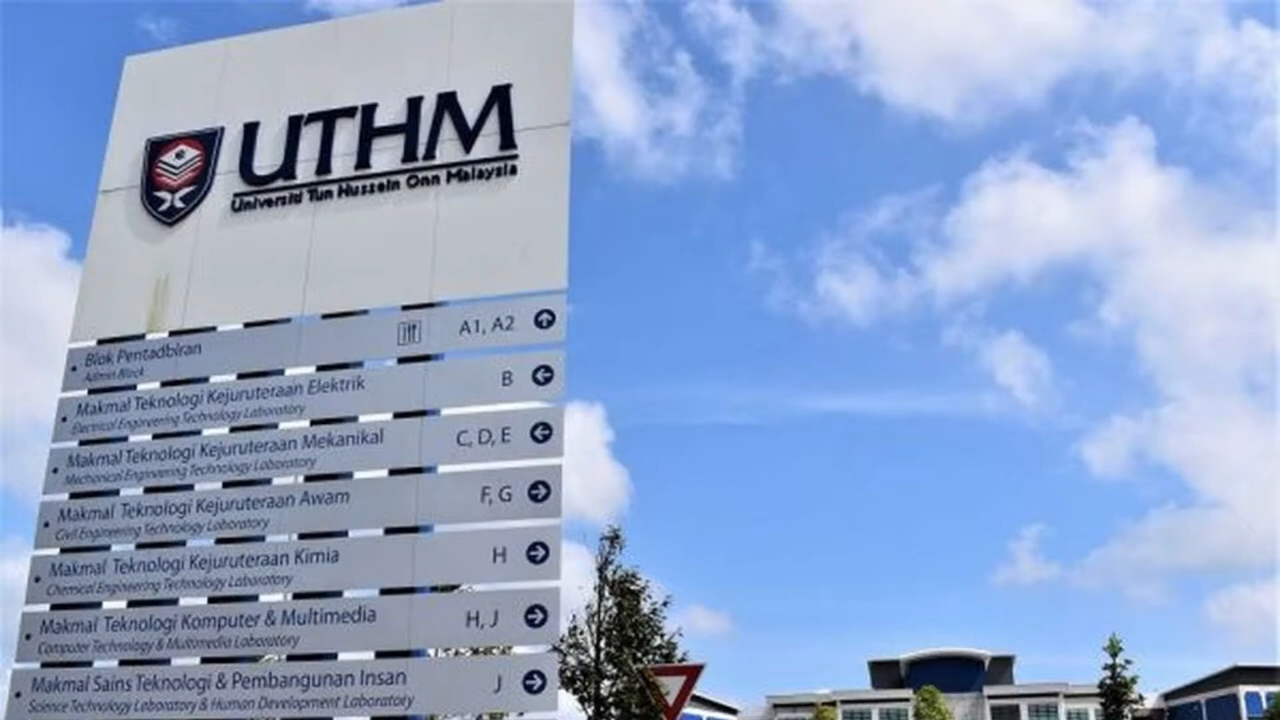 UTHM
Universiti Tun Hussein Onn Malaysia
Blok Pentadbiran A1, A2
Admin Block
Makmal Teknologi Kejuruteraan Elektrik B
Electrical Engineering Technology Laboratory
Makmal Teknologi Kejuruteraan Mekanikal C, D, E
Mechanical Engineering Technology Laboratory
Makmal Teknologi Kejuruteraan Awam F, G
Civil Engineering Technology Laboratory
Makmal Teknologi Kejuruteraan Kimia H
Chemical Engineering Technology Laboratory
Makmal Teknologi Komputer & Multimedia H, J
Computer Technology & Multimedia Laboratory
Makmal Sains Teknologi & Pembangunan Insan J
Science Technology Laboratory & Human Development Laboratory